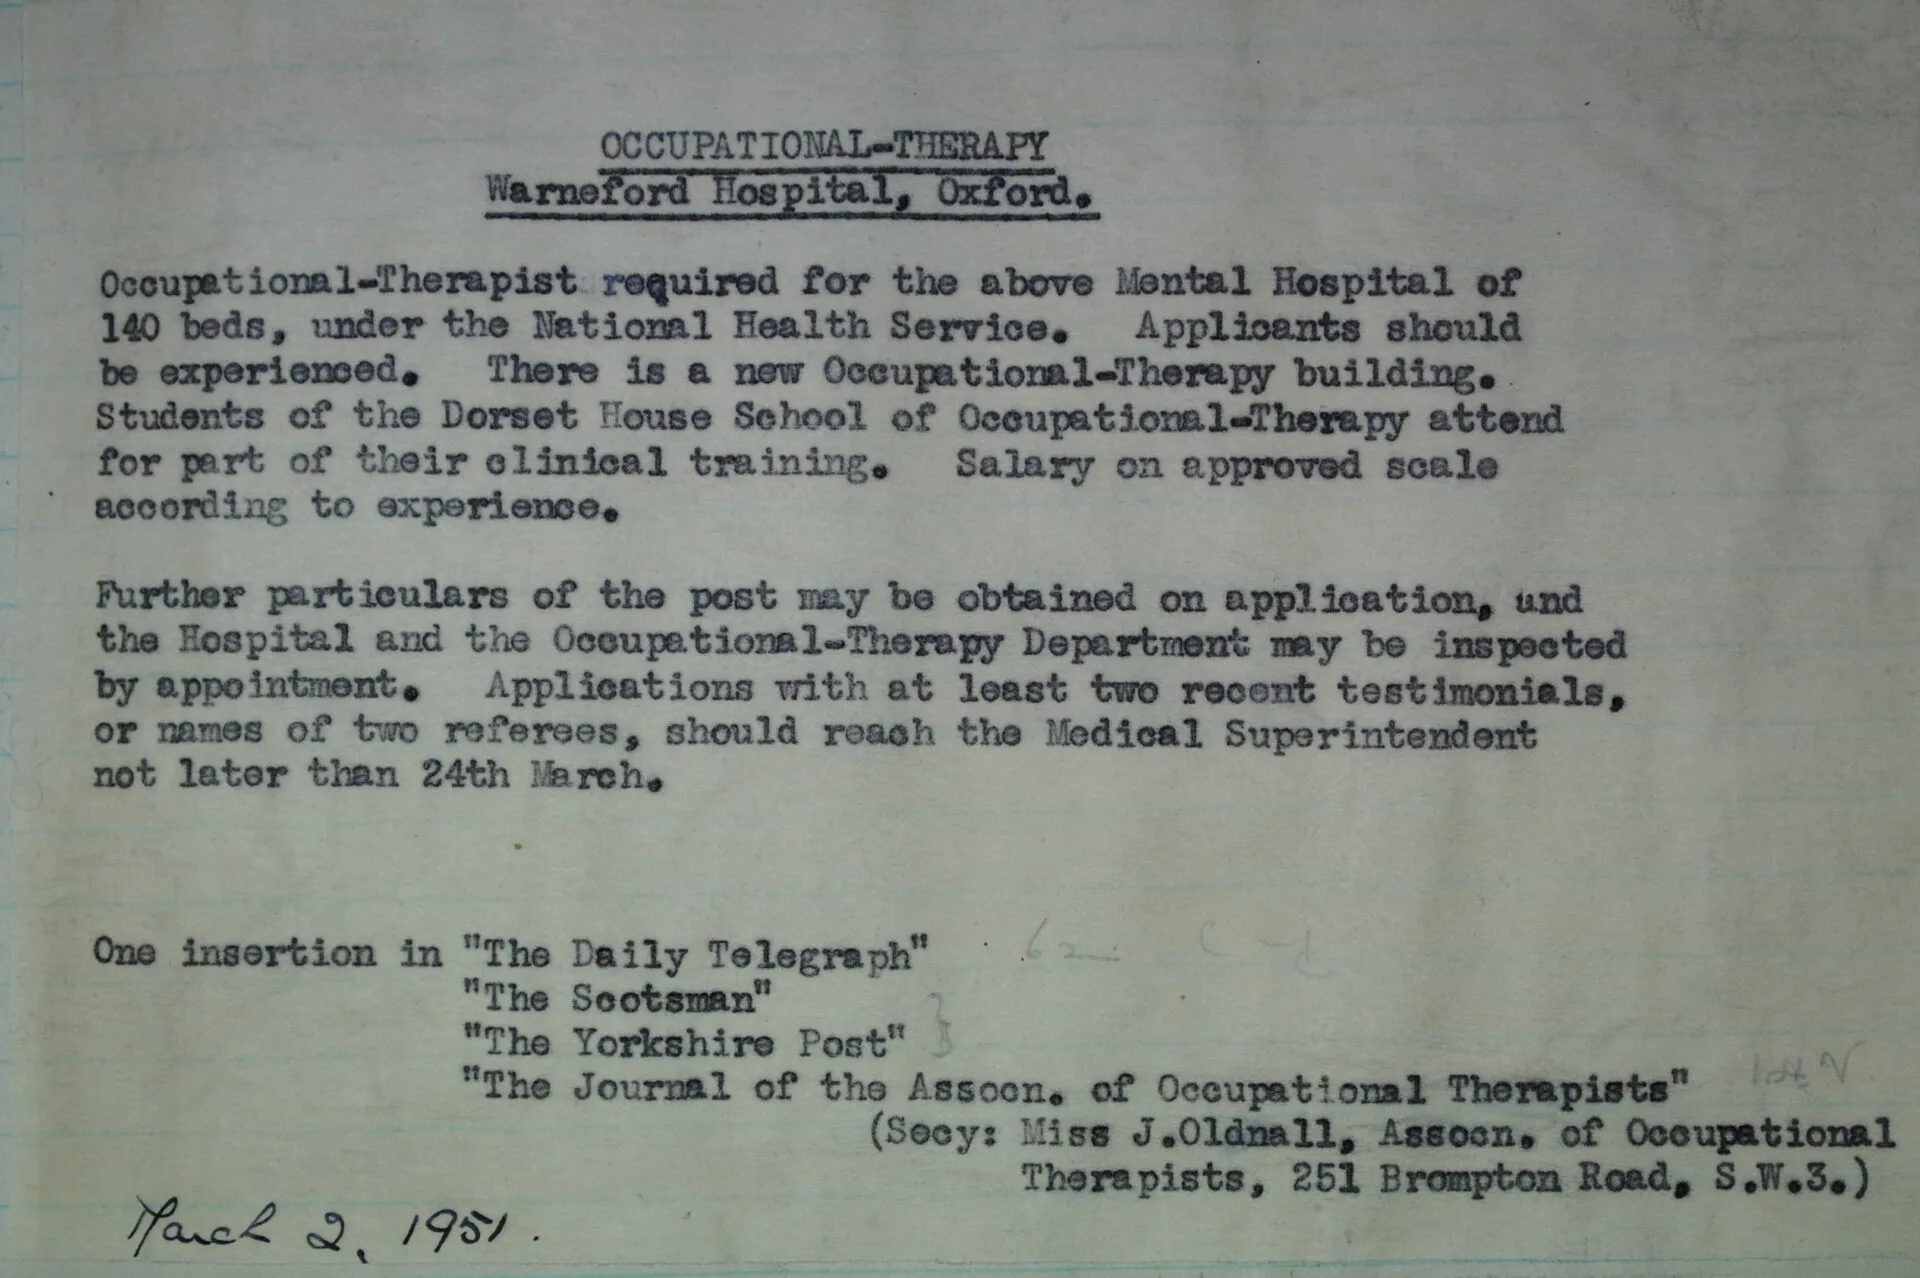 OCCUPATIONAL-THERAPY
Warneford Hospital, Oxford.
Occupational-Therapist required for the above Mental Hospital of
140 beds, under the National Health Service. Applicants should
be experienced. There is a new Occupational-Therapy building.
Students of the Dorset House School of Occupational-Therapy attend
for part of their clinical training. Salary on approved scale
according to experience.
Further particulars of the post may be obtained on application, und
the Hospital and the Occupational-Therapy Department may be inspected
by appointment. Applications with at least two recent testimonials,
or names of two referees, should reach the Medical Superintendent
not later than 24th March.
One insertion in "The Daily Telegraph"
"The Scotsman"
"The Yorkshire Post"
"The Journal of the Assocn. of Occupational Therapists"
(Secy: Miss J.Oldnall, Assocn. of Occupational
Therapists, 251 Brompton Road, S.W.3.)
March 2, 1951.